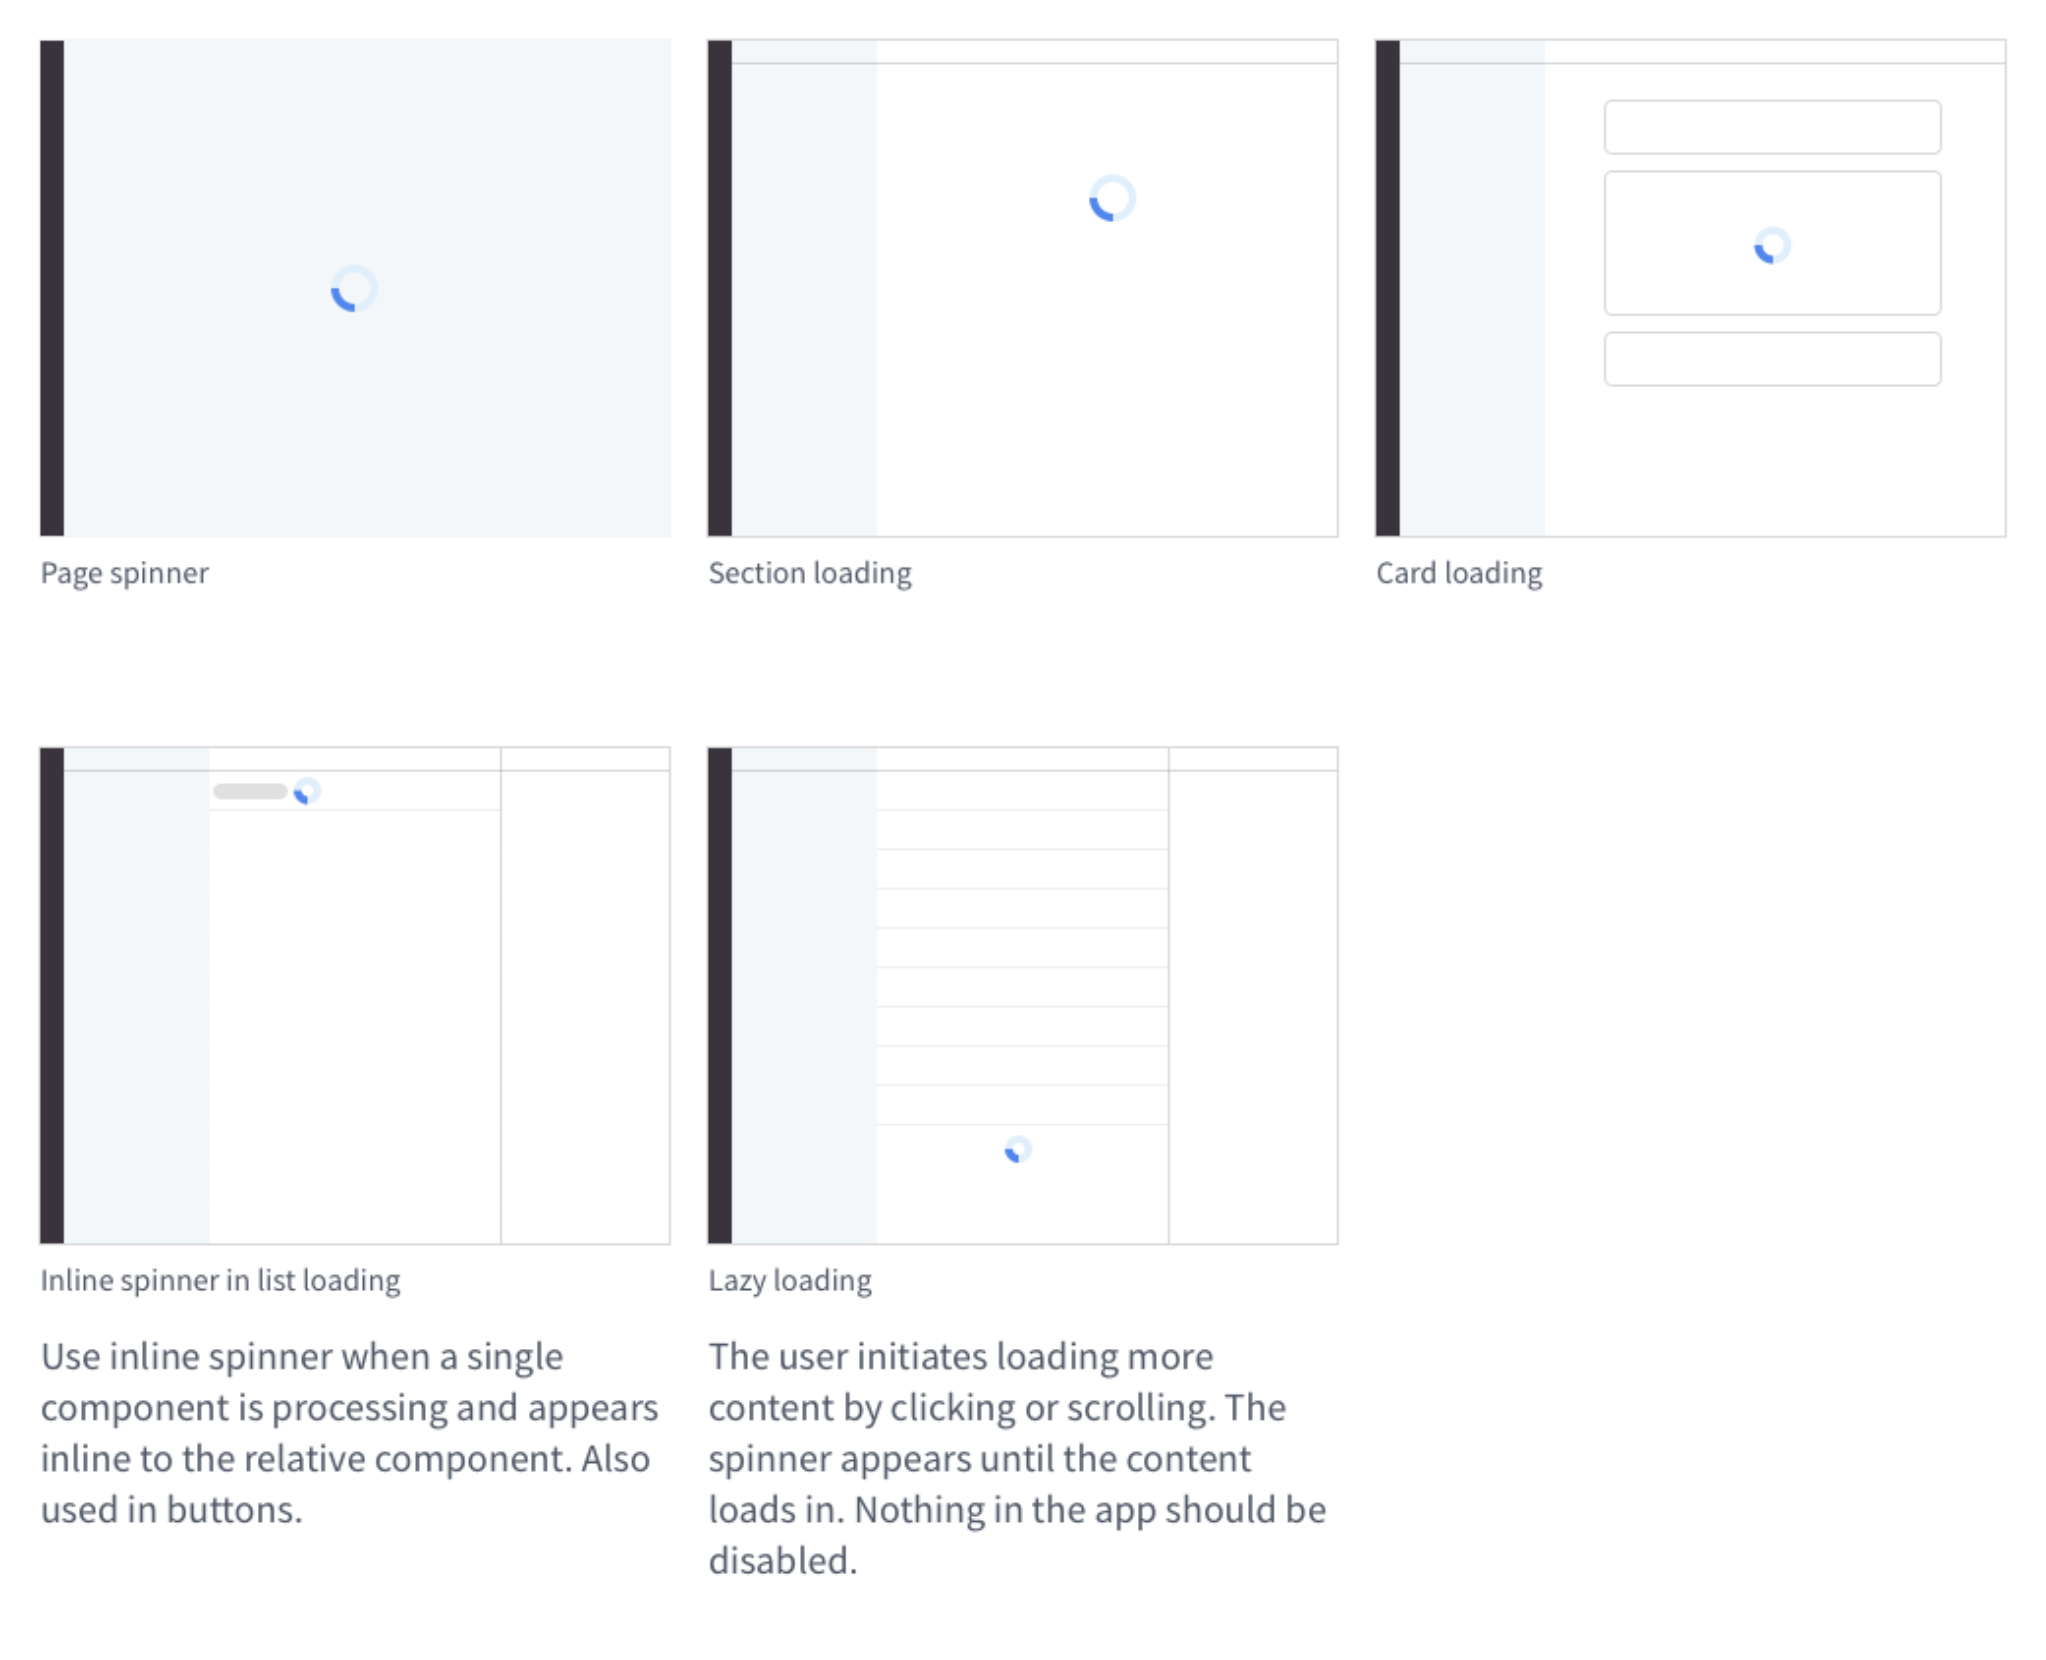 Page spinner
Section loading
Card loading
Inline spinner in list loading
Use inline spinner when a single
component is processing and appears
inline to the relative component. Also
used in buttons.
Lazy loading
The user initiates loading more
content by clicking or scrolling. The
spinner appears until the content
loads in. Nothing in the app should be
disabled.